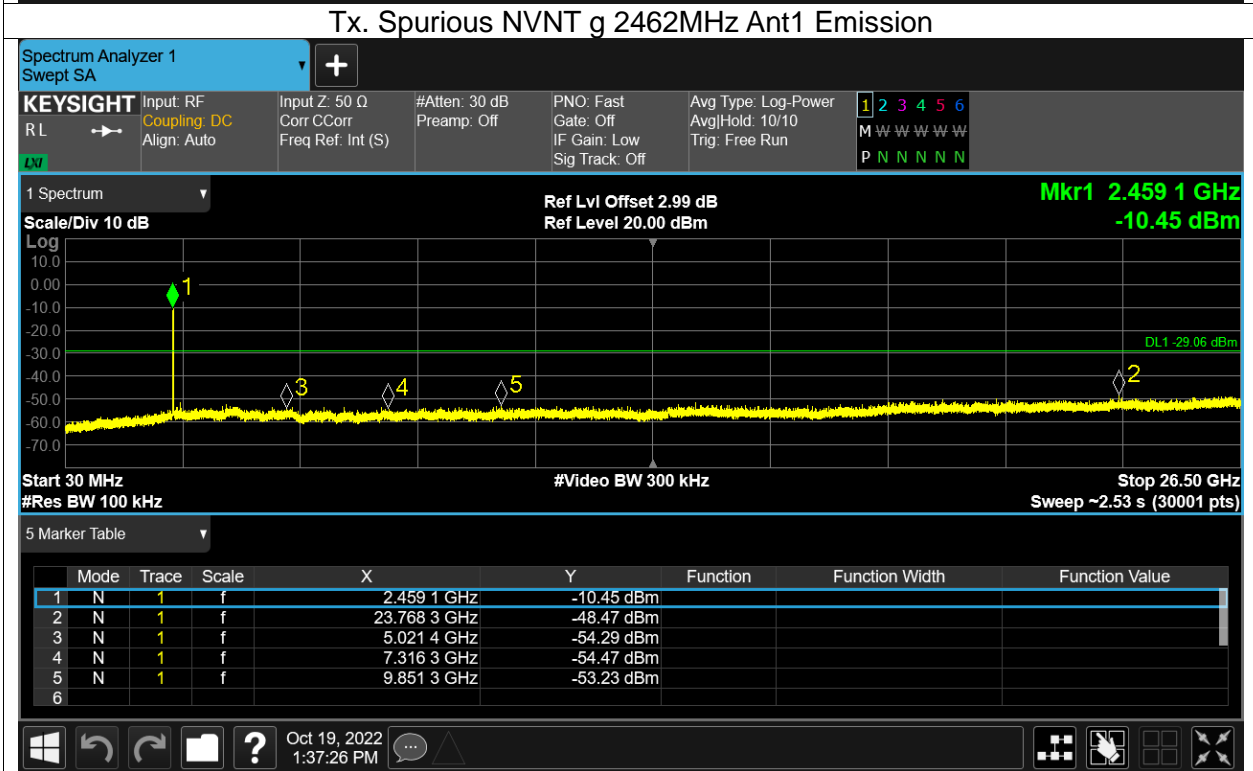 Tx. Spurious NVNT g 2462MHz Ant1 Emission
Spectrum Analyzer 1
Swept SA
KEYSIGHT Input: RF Input Z: 50 Ω #Atten: 30 dB PNO: Fast Avg Type: Log-Power 1 2 3 4 5 6
RL Coupling: DC Corr CCorr Preamp: Off Gate: Off Avg|Hold: 10/10 M W W W W W
Align: Auto Freq Ref: Int (S) IF Gain: Low Trig: Free Run
LXI Sig Track: Off P N N N N N
1 Spectrum Ref Lvl Offset 2.99 dB Mkr1 2.459 1 GHz
Scale/Div 10 dB Ref Level 20.00 dBm -10.45 dBm
Log
10.0
0.00 1
-10.0
-20.0
DL1 -29.06 dBm
-30.0
-40.0 3 4 5 2
-50.0
-60.0
-70.0
Start 30 MHz #Video BW 300 kHz Stop 26.50 GHz
#Res BW 100 kHz Sweep ~2.53 s (30001 pts)
5 Marker Table
Mode Trace Scale X Y Function Function Width Function Value
1 N 1 f 2.459 1 GHz -10.45 dBm
2 N 1 f 23.768 3 GHz -48.47 dBm
3 N 1 f 5.021 4 GHz -54.29 dBm
4 N 1 f 7.316 3 GHz -54.47 dBm
5 N 1 f 9.851 3 GHz -53.23 dBm
6
? Oct 19, 2022
1:37:26 PM